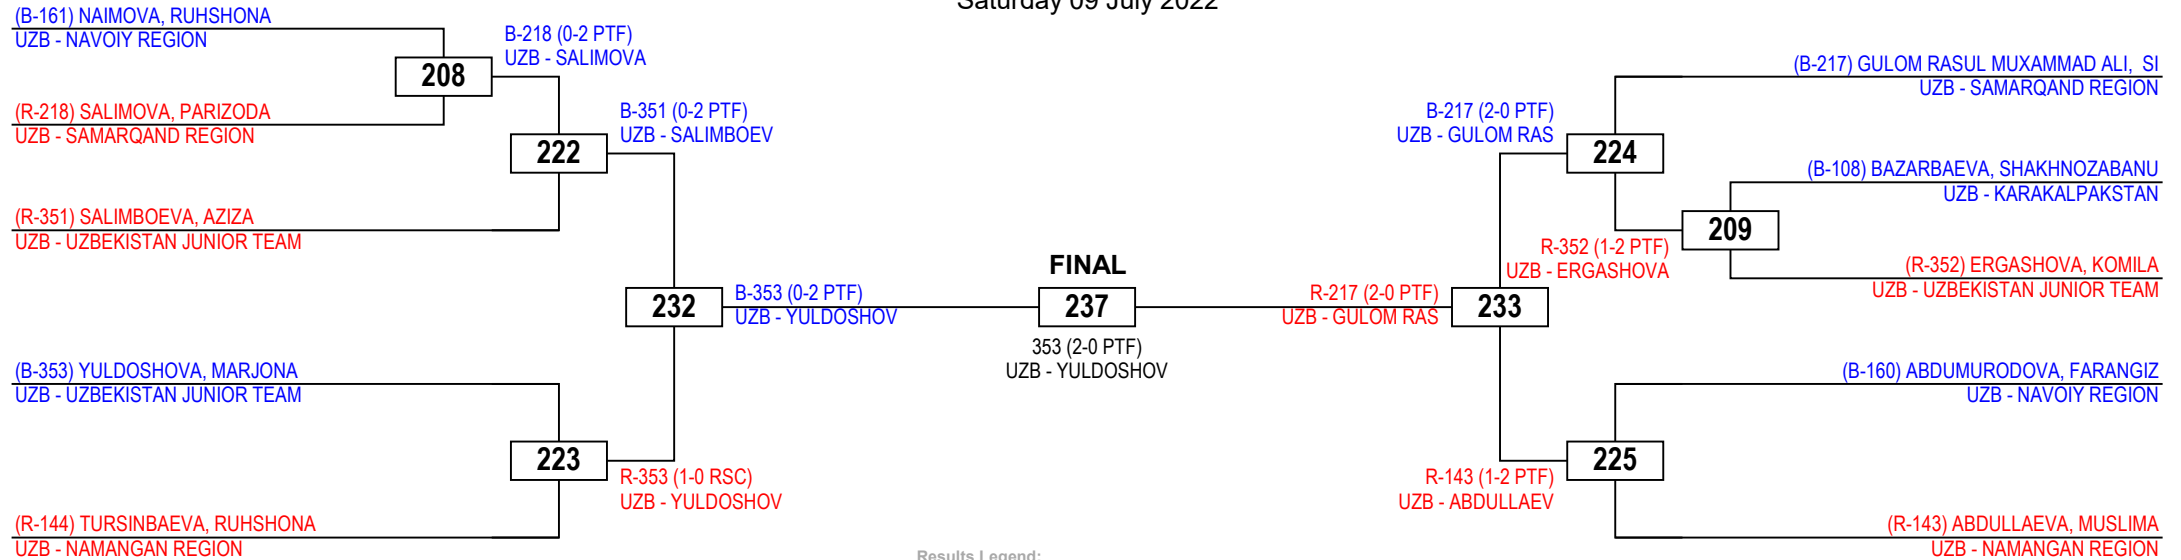 Saturday 09 July 2022
(B-161) NAIMOVA, RUHSHONA
UZB - NAVOIY REGION
208
(R-218) SALIMOVA, PARIZODA
UZB - SAMARQAND REGION
B-218 (0-2 PTF)
UZB - SALIMOVA
222
(R-351) SALIMBOEVA, AZIZA
UZB - UZBEKISTAN JUNIOR TEAM
B-351 (0-2 PTF)
UZB - SALIMBOEV
232
(B-353) YULDOSHOVA, MARJONA
UZB - UZBEKISTAN JUNIOR TEAM
223
(R-144) TURSINBAEVA, RUHSHONA
UZB - NAMANGAN REGION
R-353 (1-0 RSC)
UZB - YULDOSHOV
B-353 (0-2 PTF)
UZB - YULDOSHOV
FINAL
237
353 (2-0 PTF)
UZB - YULDOSHOV
R-217 (2-0 PTF)
UZB - GULOM RAS
233
B-217 (2-0 PTF)
UZB - GULOM RAS
224
(B-217) GULOM RASUL MUXAMMAD ALI,  SI
UZB - SAMARQAND REGION
(B-108) BAZARBAEVA, SHAKHNOZABANU
UZB - KARAKALPAKSTAN
209
R-352 (1-2 PTF)
UZB - ERGASHOVA
(R-352) ERGASHOVA, KOMILA
UZB - UZBEKISTAN JUNIOR TEAM
(B-160) ABDUMURODOVA, FARANGIZ
UZB - NAVOIY REGION
225
R-143 (1-2 PTF)
UZB - ABDULLAEV
(R-143) ABDULLAEVA, MUSLIMA
UZB - NAMANGAN REGION
Results Legend: